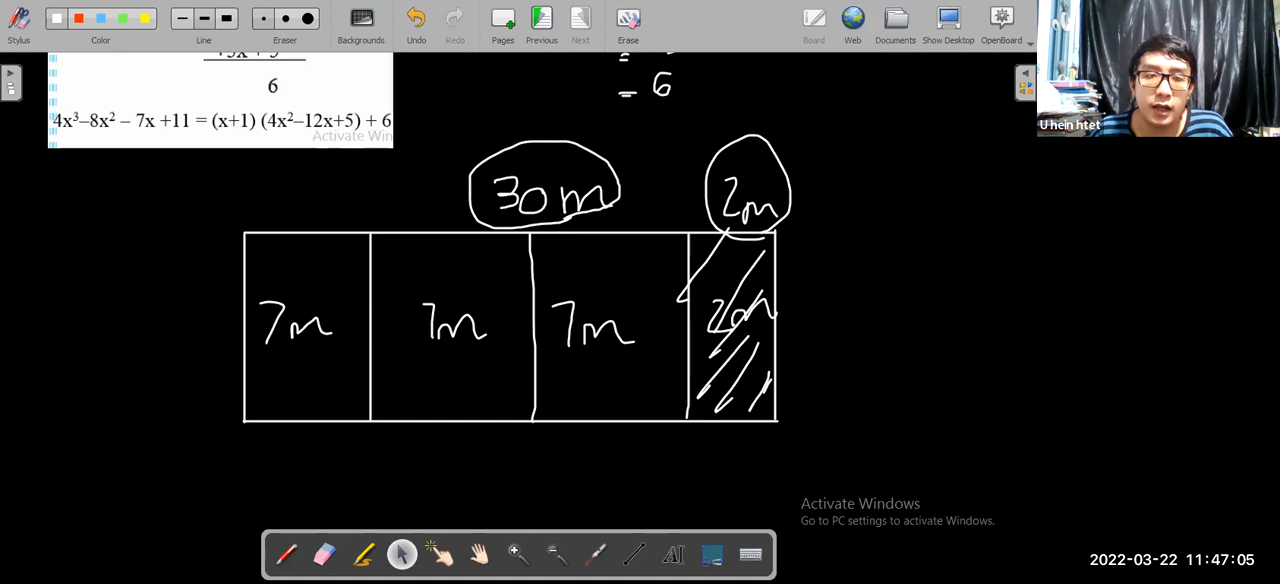 Stylus
Color
Line
Eraser
Backgrounds
Undo
Redo
Pages
Previous
Next
Erase
Board
Web
Documents
Show Desktop
OpenBoard
6
4x³–8x² – 7x +11 = (x+1) (4x²–12x+5) + 6
Activate Win
=
= 6
U hein htet
30m
2m
7m
7m
7m
2m
Activate Windows
Go to PC settings to activate Windows.
AI
2022-03-22 11:47:05